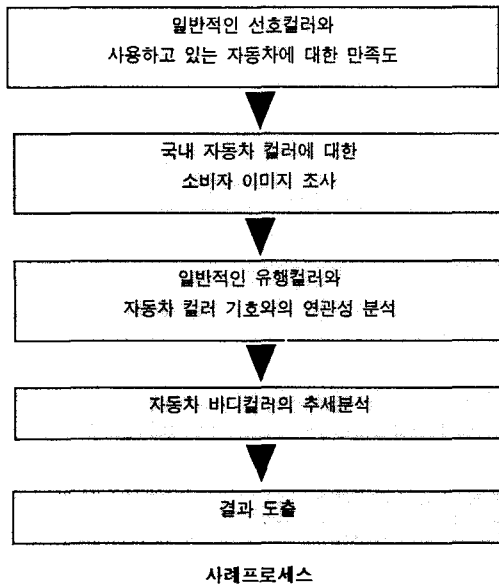 일반적인 선호컬러와
사용하고 있는 자동차에 대한 만족도
국내 자동차 컬러에 대한
소비자 이미지 조사
일반적인 유행컬러와
자동차 컬러 기호와의 연관성 분석
자동차 바디컬러의 추세분석
결과 도출
사례프로세스